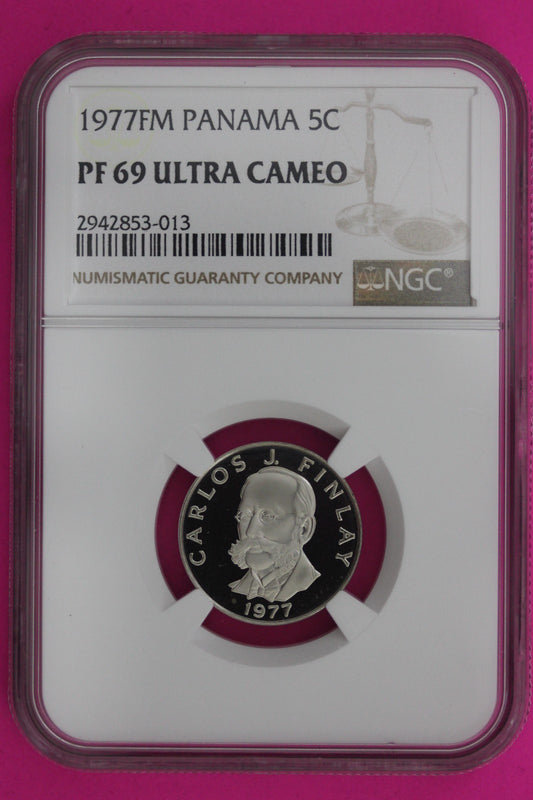 1977FM PANAMA 5C
PF 69 ULTRA CAMEO
2942853-013
NUMISMATIC GUARANTY COMPANY
NGC®
CARLOS J. FINLAY
1977